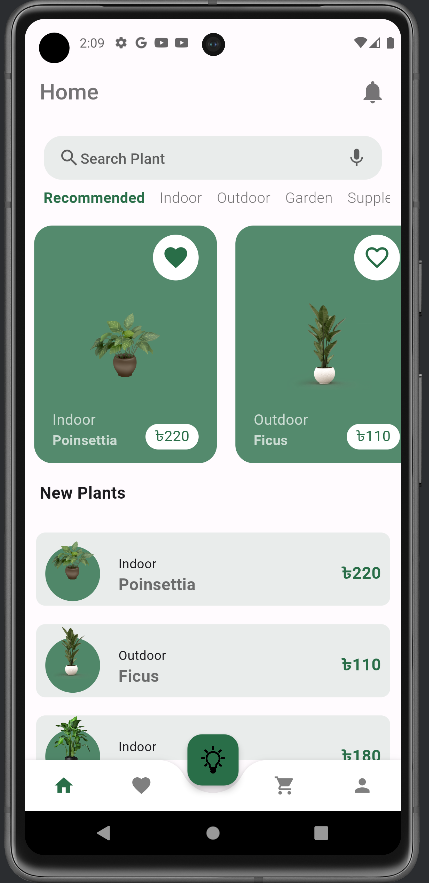 2:09
Home
Search Plant
Recommended Indoor Outdoor Garden Supple
Indoor
Poinsettia
৳220
Outdoor
Ficus
৳110
New Plants
Indoor
Poinsettia
৳220
Outdoor
Ficus
৳110
Indoor
৳180